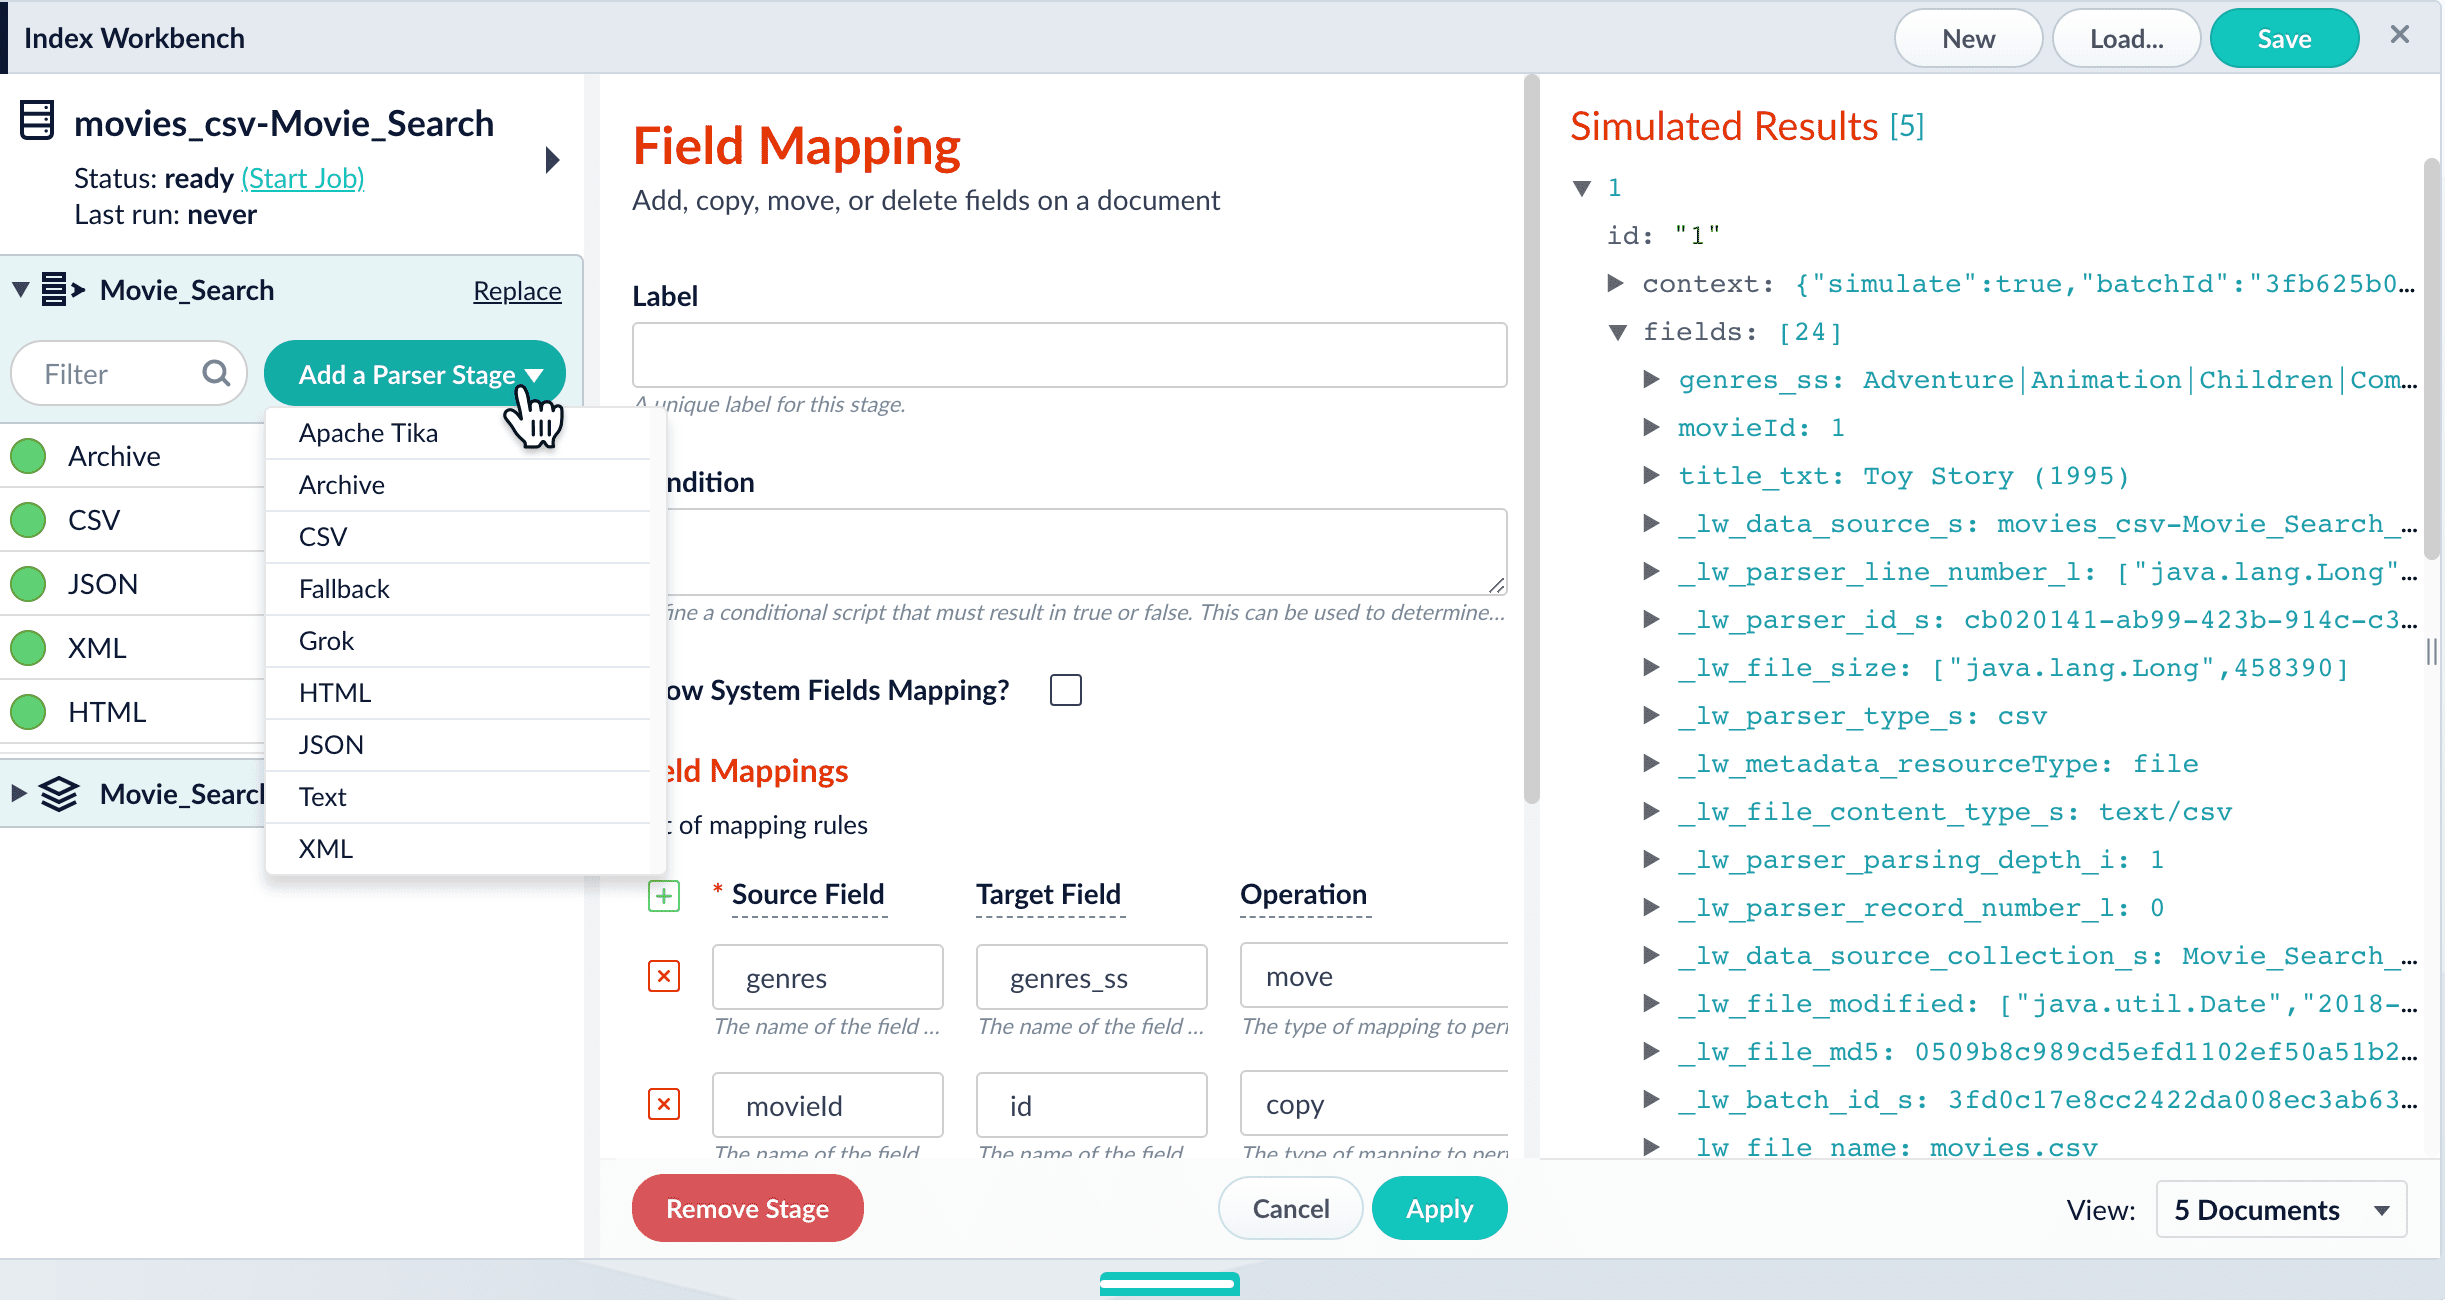 Index Workbench
New
Load...
Save
movies_csv-Movie_Search
Status: ready (Start Job)
Last run: never
Movie_Search
Replace
Filter
Add a Parser Stage
Archive
CSV
JSON
XML
HTML
Movie_Searc
Apache Tika
Archive
CSV
Fallback
Grok
HTML
JSON
Text
XML
Field Mapping
Add, copy, move, or delete fields on a document
Label
A unique label for this stage.
ndition
fine a conditional script that must result in true or false. This can be used to determine...
ow System Fields Mapping?
eld Mappings
t of mapping rules
* Source Field
Target Field
Operation
genres
genres_ss
move
The name of the field ...
The name of the field ...
The type of mapping to per
movieId
id
copy
The name of the field
The name of the field
The type of mapping to per
Remove Stage
Cancel
Apply
Simulated Results [5]
1
id: "1"
context: {"simulate":true,"batchId":"3fb625b0...
fields: [24]
genres_ss: Adventure|Animation|Children|Com...
movieId: 1
title_txt: Toy Story (1995)
_lw_data_source_s: movies_csv-Movie_Search_...
_lw_parser_line_number_l: ["java.lang.Long"...
_lw_parser_id_s: cb020141-ab99-423b-914c-c3...
_lw_file_size: ["java.lang.Long",458390]
_lw_parser_type_s: csv
_lw_metadata_resourceType: file
_lw_file_content_type_s: text/csv
_lw_parser_parsing_depth_i: 1
_lw_parser_record_number_l: 0
_lw_data_source_collection_s: Movie_Search_...
_lw_file_modified: ["java.util.Date","2018-...
_lw_file_md5: 0509b8c989cd5efd1102ef50a51b2...
_lw_batch_id_s: 3fd0c17e8cc2422da008ec3ab63...
_lw_file_name: movies.csv
View:
5 Documents